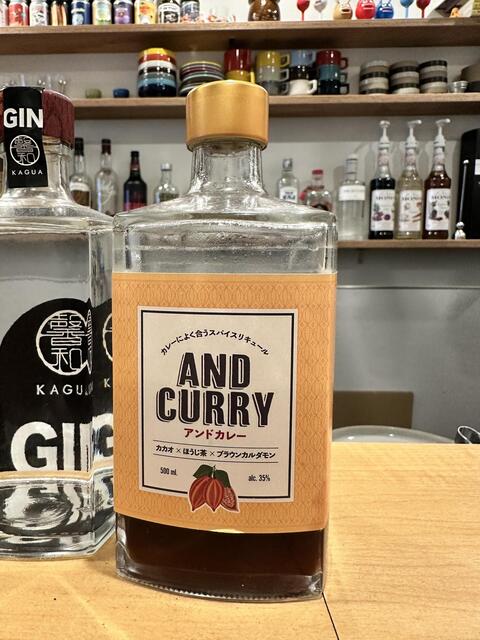 GIN
馨和
KAGUA
馨和
KAGUA
GIN
カレーによく合うスパイスリキュール
AND
CURRY
アンドカレー
カカオ×ほうじ茶×ブラウンカルダモン
500 ml.
alc. 35%